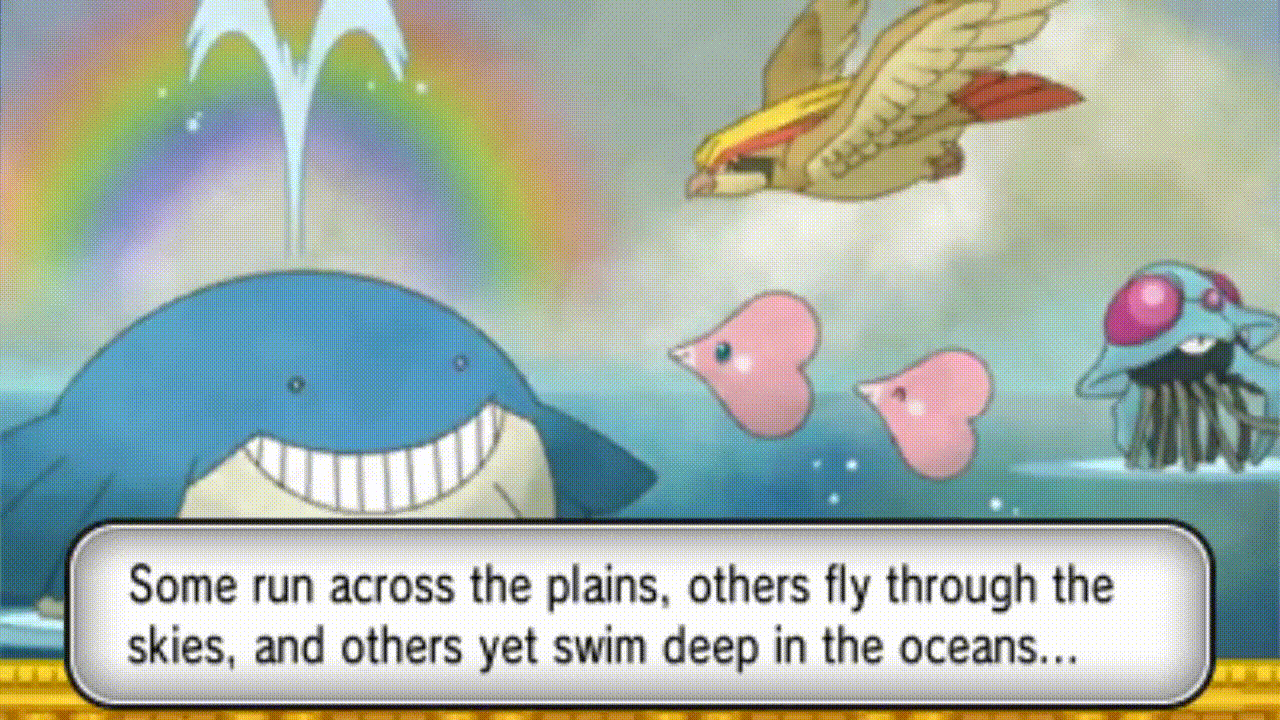 Some run across the plains, others fly through the
skies, and others yet swim deep in the oceans...